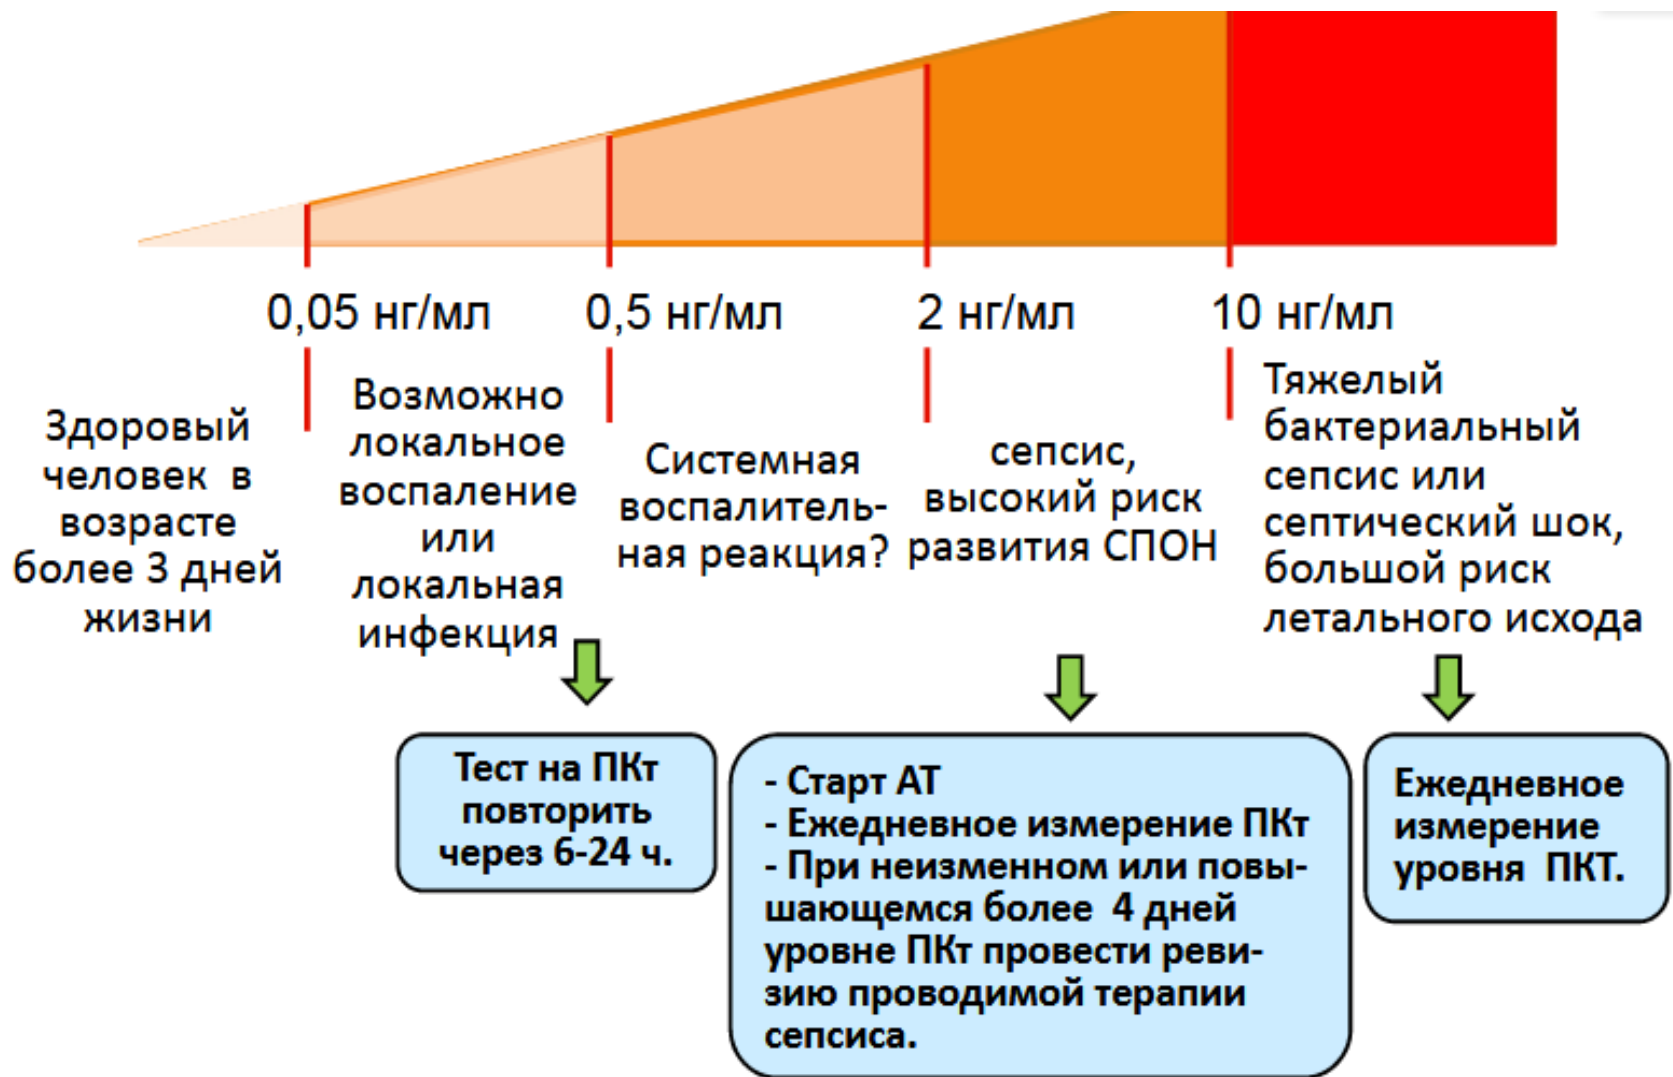 0,05 нг/мл
0,5 нг/мл
2 нг/мл
10 нг/мл
Здоровый
человек в
возрасте
более 3 дней
жизни
Возможно
локальное
воспаление
или
локальная
инфекция
Системная
воспалитель-
ная реакция?
сепсис,
высокий риск
развития СПОН
Тяжелый
бактериальный
сепсис или
септический шок,
большой риск
летального исхода
Тест на ПКт
повторить
через 6-24 ч.
- Старт АТ
- Ежедневное измерение ПКт
- При неизменном или повы-
шающемся более 4 дней
уровне ПКт провести реви-
зию проводимой терапии
сепсиса.
Ежедневное
измерение
уровня ПКТ.